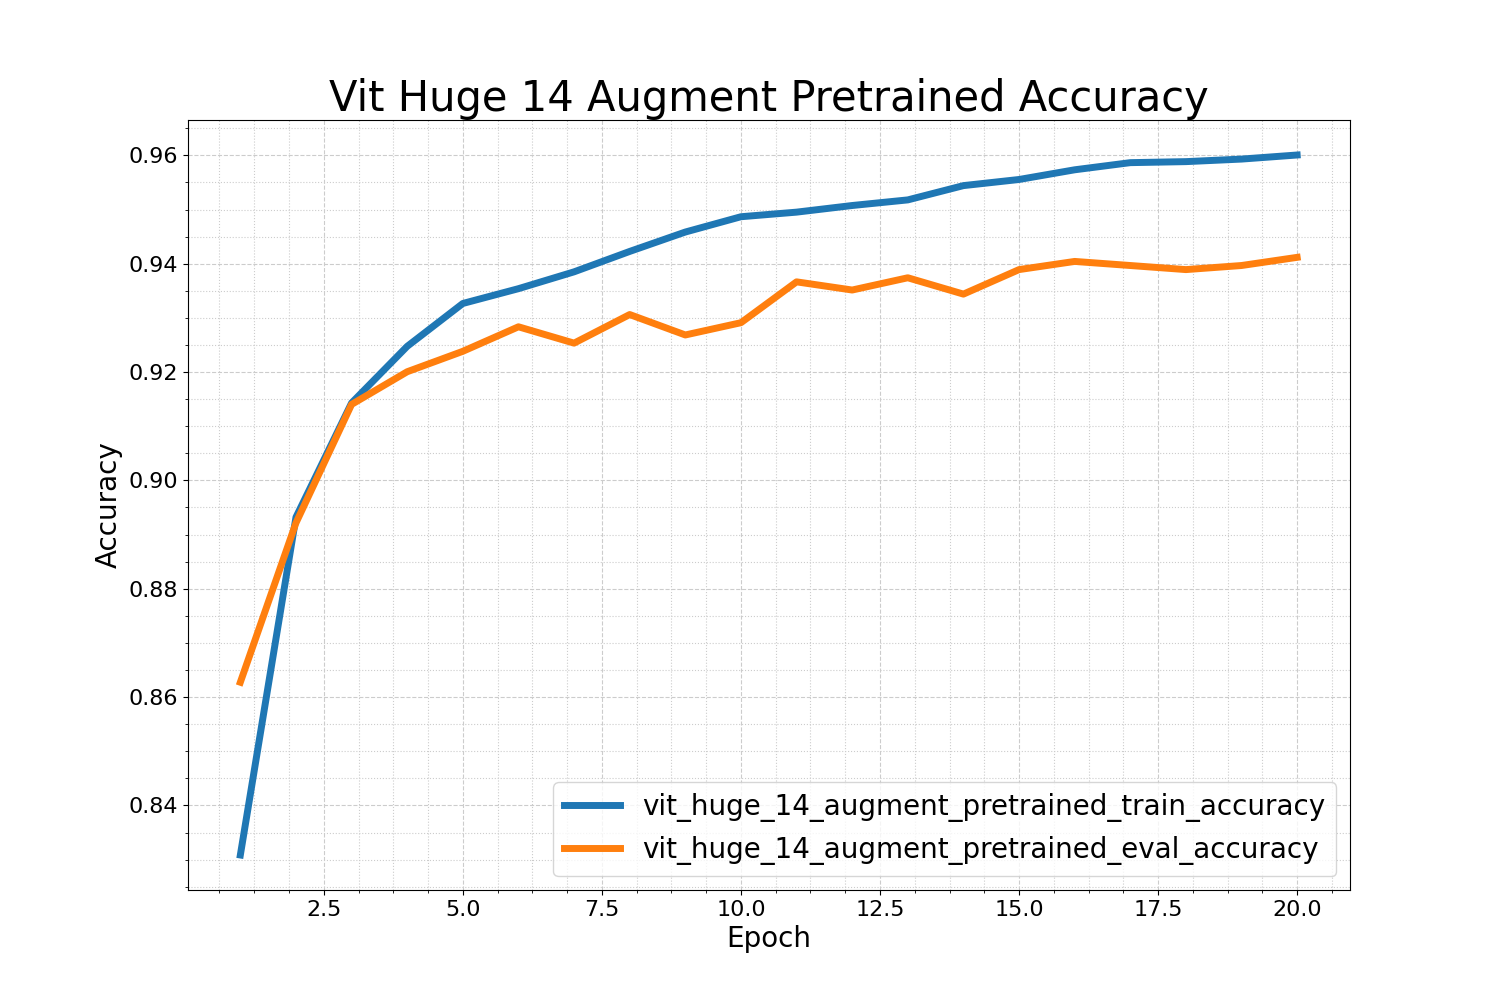 Vit Huge 14 Augment Pretrained Accuracy
0.96
0.94
0.92
0.90
0.88
0.86
0.84
Accuracy
vit_huge_14_augment_pretrained_train_accuracy
vit_huge_14_augment_pretrained_eval_accuracy
2.5 5.0 7.5 10.0 12.5 15.0 17.5 20.0
Epoch